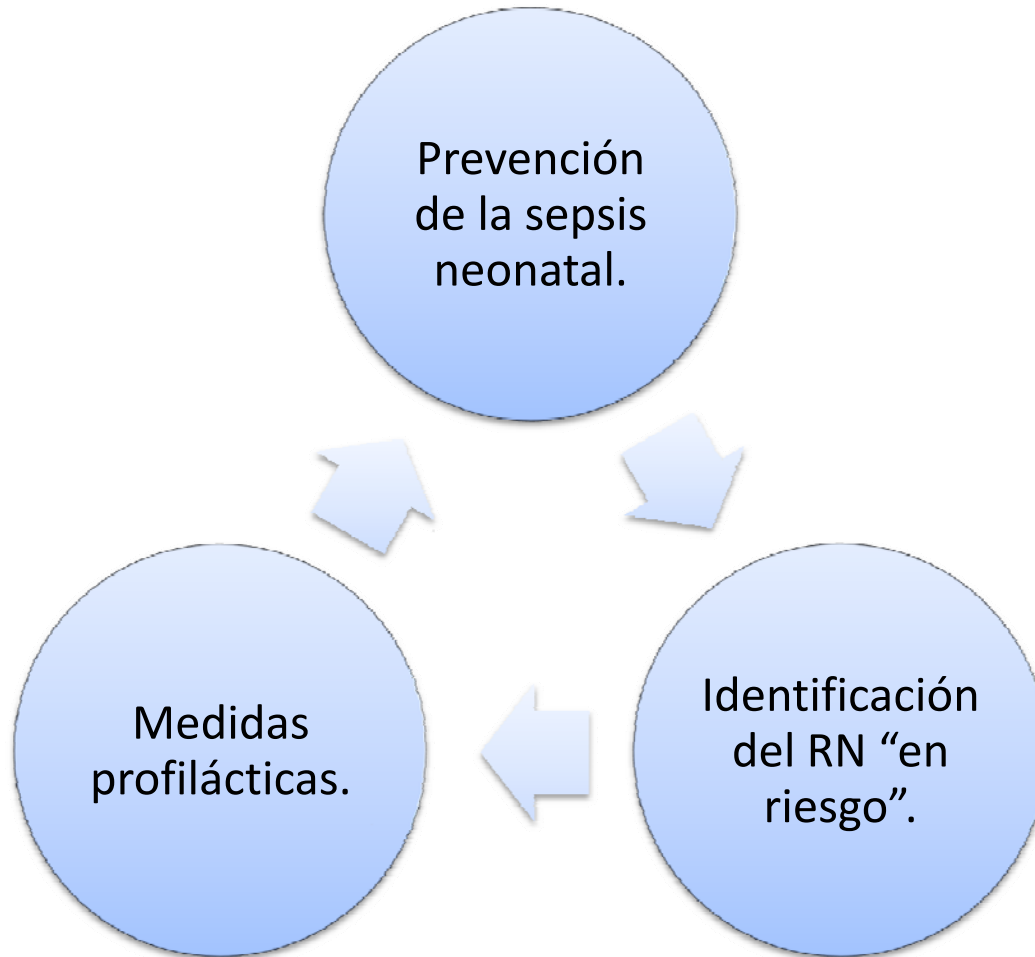 Prevención
de la sepsis
neonatal.
Identificación
del RN “en
riesgo”.
Medidas
profilácticas.